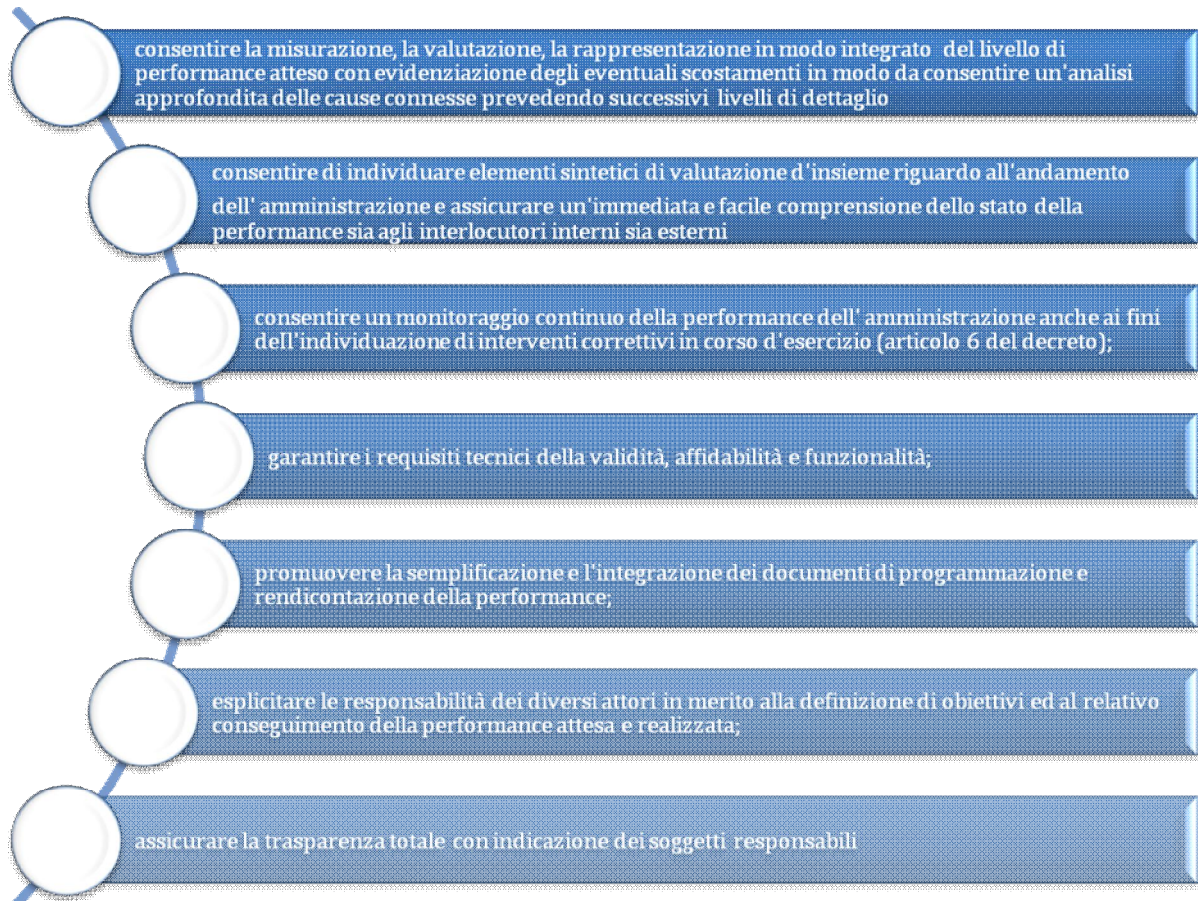 consentire la misurazione, la valutazione, la rappresentazione in modo integrato del livello di
performance atteso con evidenziazione degli eventuali scostamenti in modo da consentire un'analisi
approfondita delle cause connesse prevedendo successivi livelli di dettaglio
consentire di individuare elementi sintetici di valutazione d'insieme riguardo all'andamento
dell' amministrazione e assicurare un'immediata e facile comprensione dello stato della
performance sia agli interlocutori interni sia esterni
consentire un monitoraggio continuo della performance dell' amministrazione anche ai fini
dell'individuazione di interventi correttivi in corso d'esercizio (articolo 6 del decreto);
garantire i requisiti tecnici della validità, affidabilità e funzionalità;
promuovere la semplificazione e l'integrazione dei documenti di programmazione e
rendicontazione della performance;
esplicitare le responsabilità dei diversi attori in merito alla definizione di obiettivi ed al relativo
conseguimento della performance attesa e realizzata;
assicurare la trasparenza totale con indicazione dei soggetti responsabili